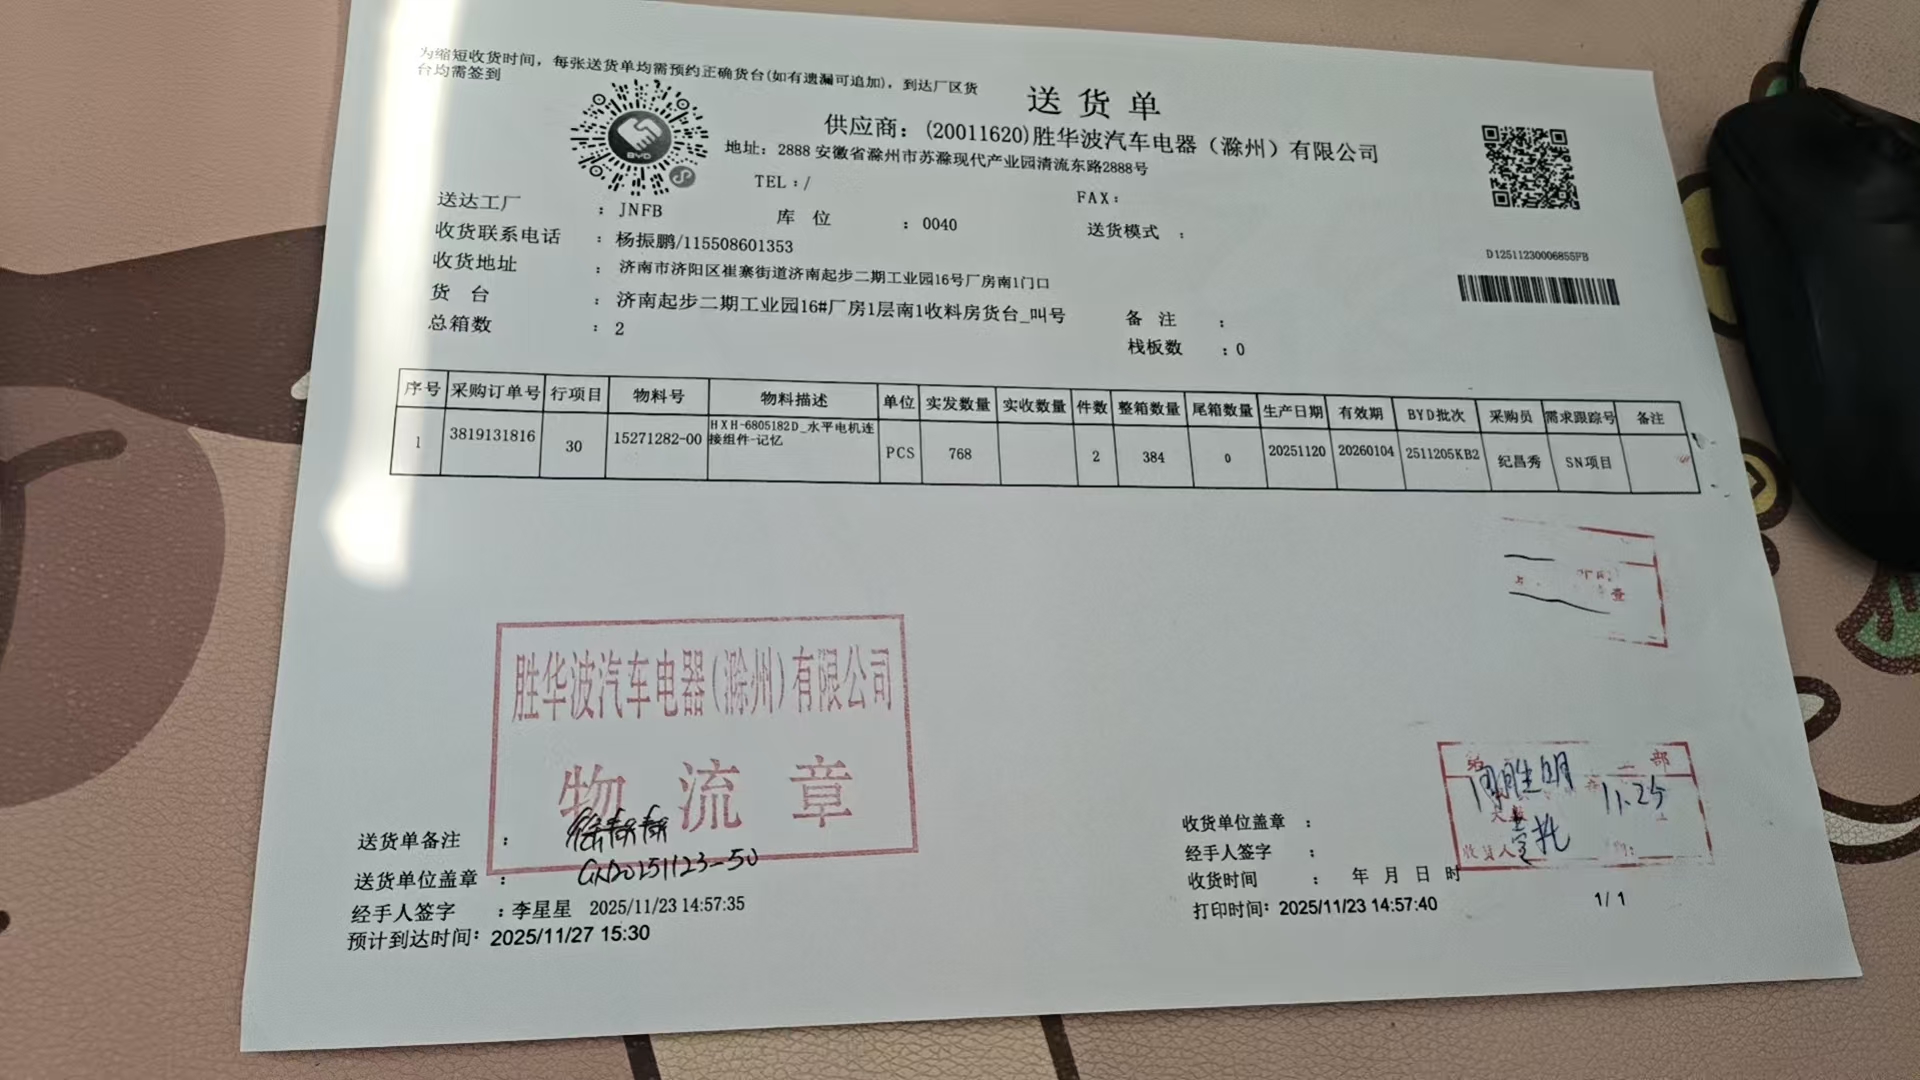 为缩短收货时间，每张送货单均需预约正确货台(如有遗漏可追加)，到达厂区货
台均需签到
送货单
供应商：(20011620)胜华波汽车电器（滁州）有限公司
地址：2888 安徽省滁州市苏滁现代产业园清流东路2888号
TEL：/ FAX：
BYD
D12511230006855FB
送达工厂 ：JNFB 库位 ：0040 送货模式 ：
收货联系电话 ：杨振鹏/115508601353
收货地址 ：济南市济阳区崔寨街道济南起步二期工业园16号厂房南1门口
货台 ：济南起步二期工业园16#厂房1层南1收料房货台_叫号 备注 ：
总箱数 ：2 栈板数 ：0
序号 采购订单号 行项目 物料号 物料描述 单位 实发数量 实收数量 件数 整箱数量 尾箱数量 生产日期 有效期 BYD批次 采购员 需求跟踪号 备注
1 3819131816 30 15271282-00 HXH-6805182D_水平电机连接组件-记忆 PCS 768 2 384 0 20251120 20260104 2511205KB2 纪昌秀 SN项目
胜华波汽车电器(滁州)有限公司
物流章
送货单备注 ：
送货单位盖章 ：
经手人签字 ：李星星 2025/11/23 14:57:35
预计到达时间：2025/11/27 15:30
部
11.25
收货人
收货单位盖章 ：
经手人签字 ：
收货时间 ： 年 月 日 时
打印时间：2025/11/23 14:57:40 1/ 1